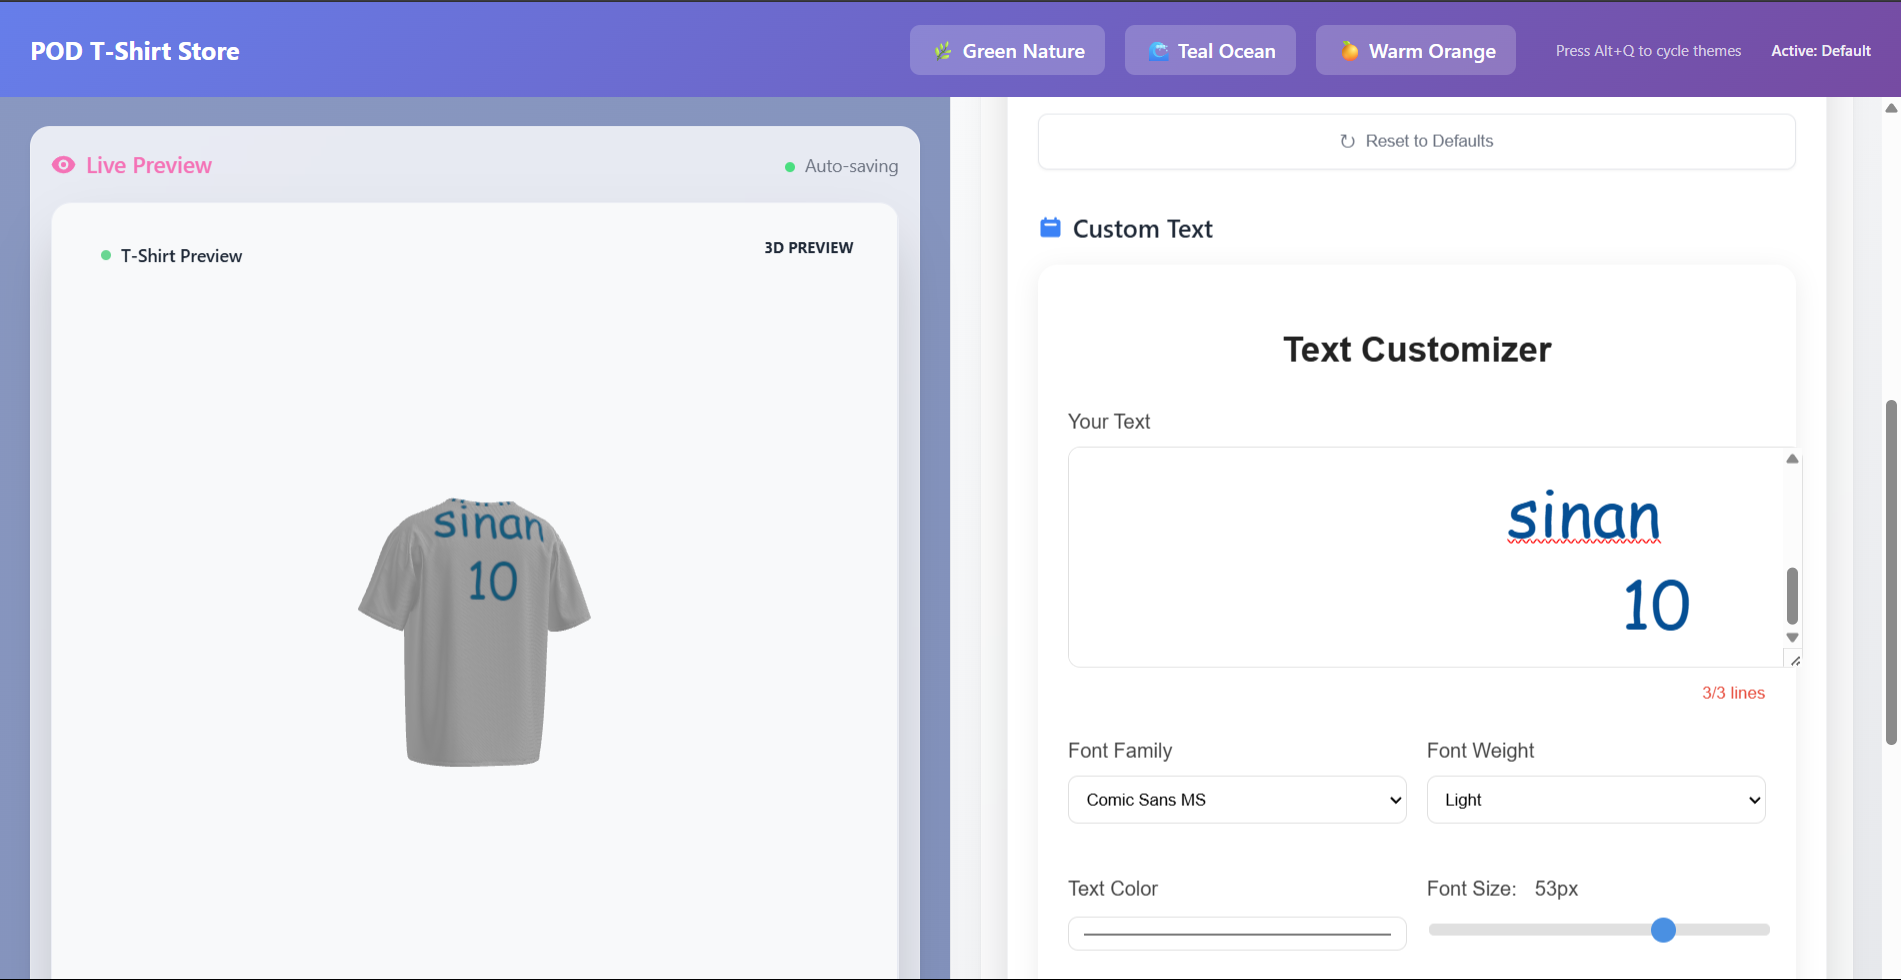 POD T-Shirt Store
🌿 Green Nature
🌊 Teal Ocean
🍊 Warm Orange
Press Alt+Q to cycle themes
Active: Default
Live Preview
Auto-saving
T-Shirt Preview
3D PREVIEW
sinan
10
↻ Reset to Defaults
Custom Text
Text Customizer
Your Text
sinan
10
3/3 lines
Font Family
Font Weight
Comic Sans MS
Light
Text Color
Font Size: 53px